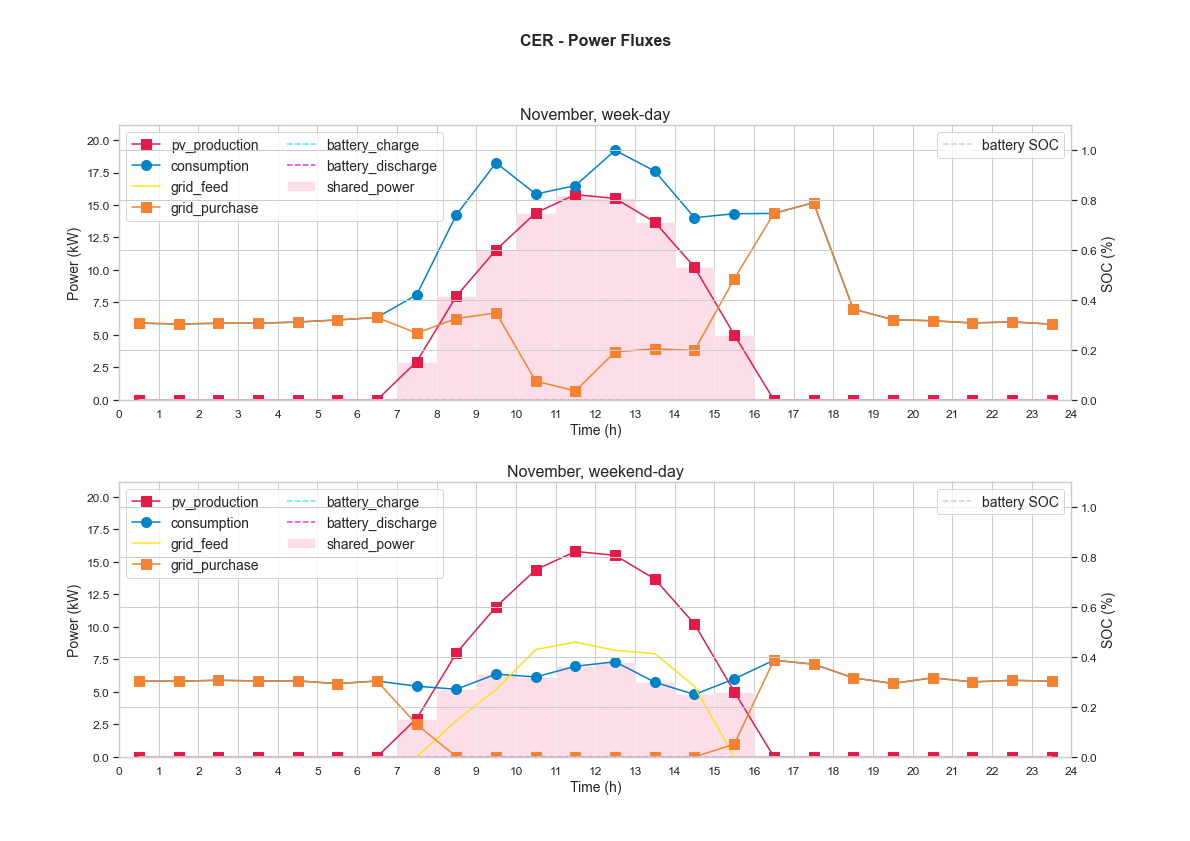 CER - Power Fluxes
November, week-day
pv_production
consumption
grid_feed
grid_purchase
battery_charge
battery_discharge
shared_power
battery SOC
Power (kW)
20.0
17.5
15.0
12.5
10.0
7.5
5.0
2.5
0.0
SOC (%)
1.0
0.8
0.6
0.4
0.2
0.0
0 1 2 3 4 5 6 7 8 9 10 11 12 13 14 15 16 17 18 19 20 21 22 23 24
Time (h)
November, weekend-day
pv_production
consumption
grid_feed
grid_purchase
battery_charge
battery_discharge
shared_power
battery SOC
Power (kW)
20.0
17.5
15.0
12.5
10.0
7.5
5.0
2.5
0.0
SOC (%)
1.0
0.8
0.6
0.4
0.2
0.0
0 1 2 3 4 5 6 7 8 9 10 11 12 13 14 15 16 17 18 19 20 21 22 23 24
Time (h)